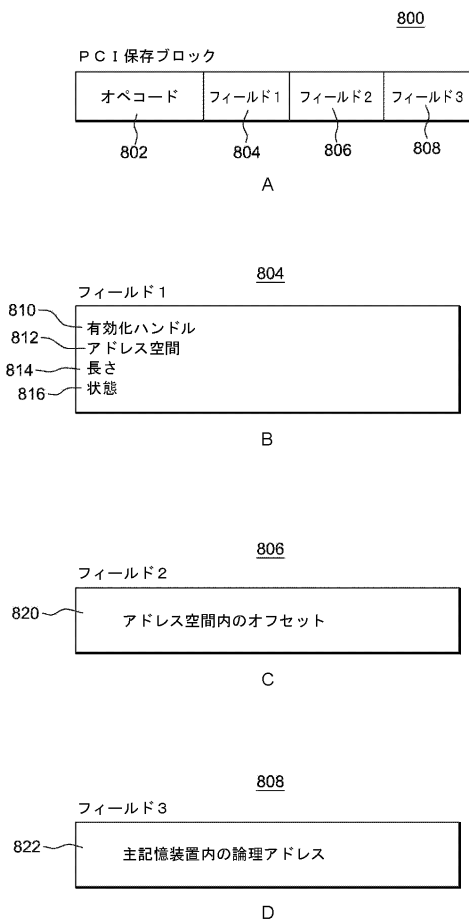 800
ＰＣＩ保存ブロック
オペコード フィールド１ フィールド２ フィールド３
802 804 806 808
A
804
フィールド１
810 有効化ハンドル
812 アドレス空間
814 長さ
816 状態
B
806
フィールド２
820 アドレス空間内のオフセット
C
808
フィールド３
822 主記憶装置内の論理アドレス
D